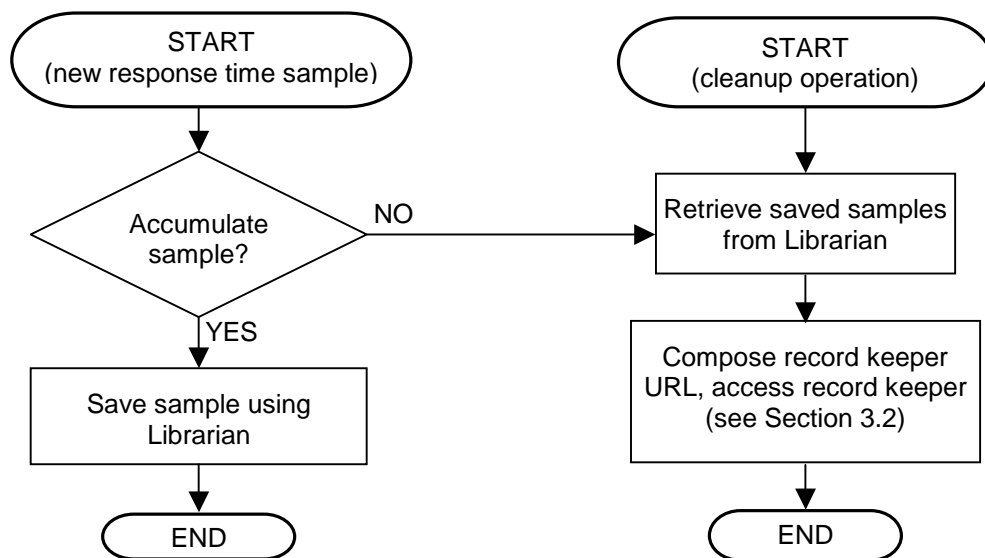 START
(new response time sample)
Accumulate
sample?
NO
YES
Save sample using
Librarian
END
START
(cleanup operation)
Retrieve saved samples
from Librarian
Compose record keeper
URL, access record keeper
(see Section 3.2)
END